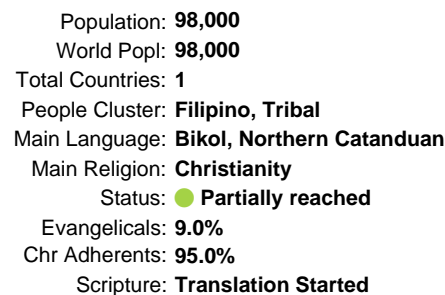 Population: 98,000
World Popl: 98,000
Total Countries: 1
People Cluster: Filipino, Tribal
Main Language: Bikol, Northern Catanduan
Main Religion: Christianity
Status: Partially reached
Evangelicals: 9.0%
Chr Adherents: 95.0%
Scripture: Translation Started